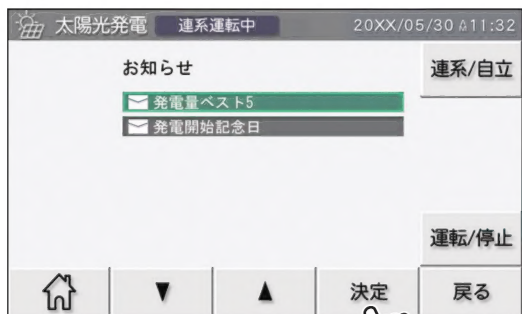 太陽光発電 連系運転中 20XX/05/30 11:32
お知らせ
連系/自立
発電量ベスト5
発電開始記念日
運転/停止
▼ ▲ 決定 戻る